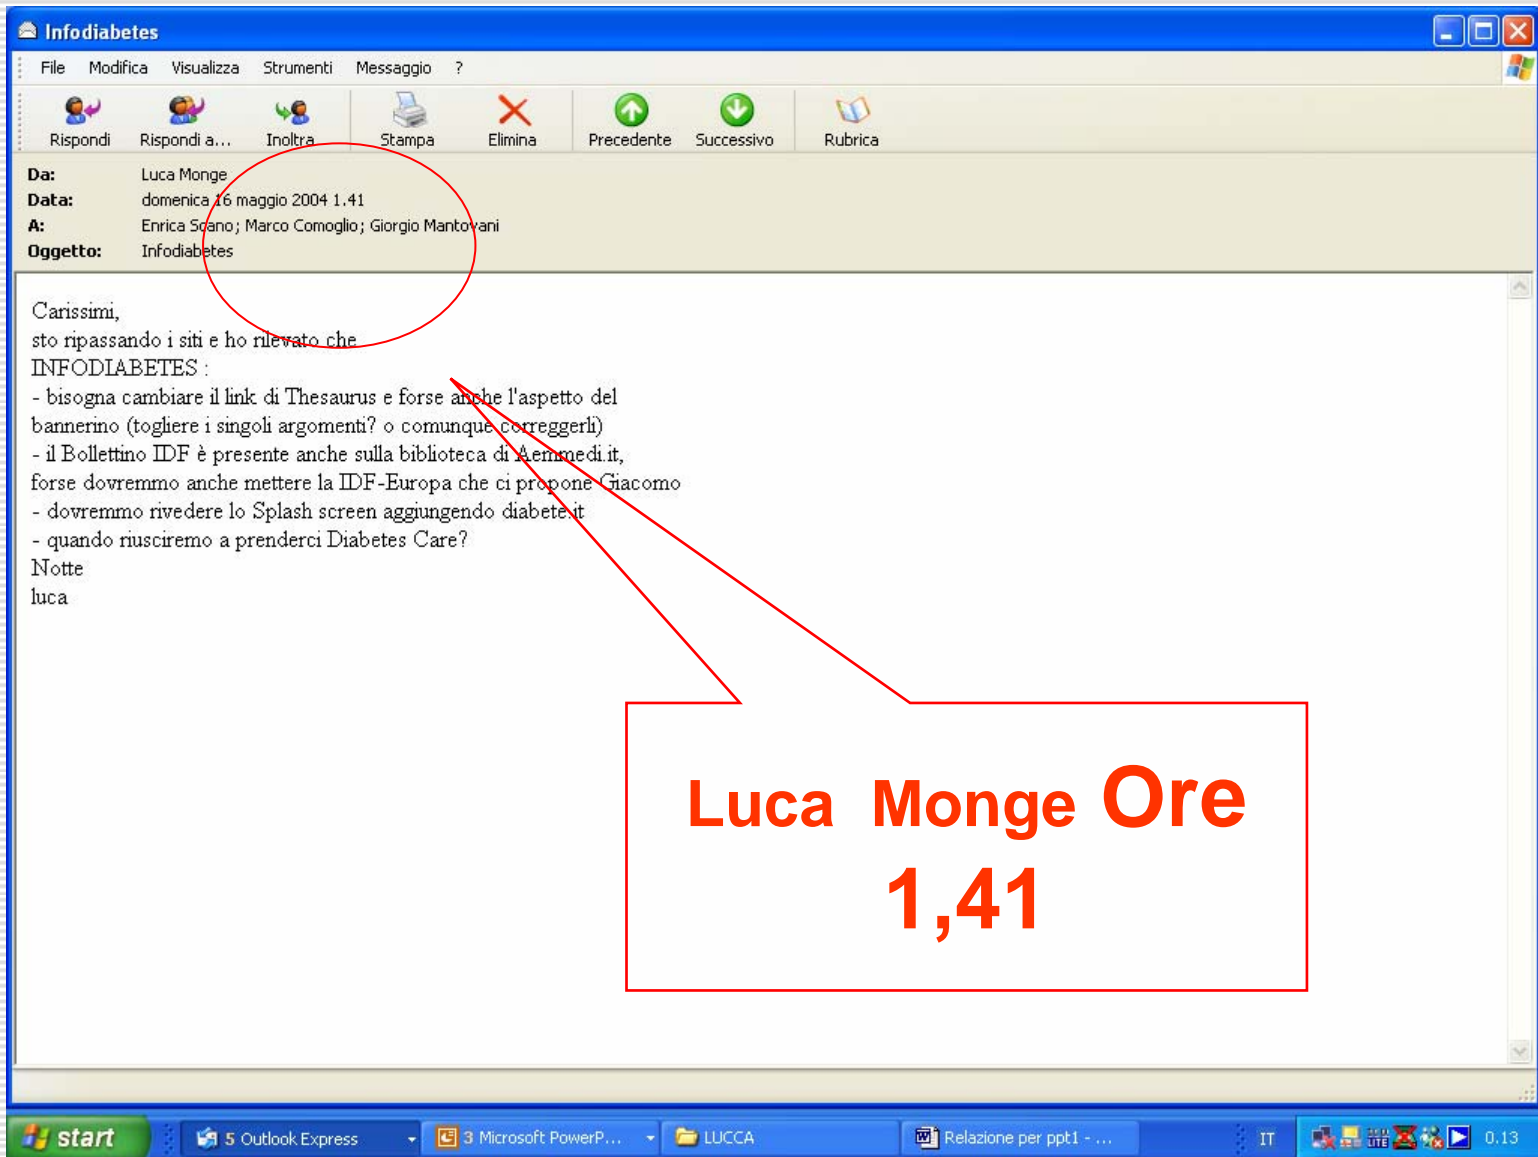 Infodiabetes
File Modifica Visualizza Strumenti Messaggio ?
Rispondi Rispondi a... Inoltra Stampa Elimina Precedente Successivo Rubrica
Da: Luca Monge
Data: domenica 16 maggio 2004 1.41
A: Enrica Scano; Marco Comoglio; Giorgio Mantovani
Oggetto: Infodiabetes
Carissimi,
sto ripassando i siti e ho rilevato che
INFODIABETES :
- bisogna cambiare il link di Thesaurus e forse anche l'aspetto del
bannerino (togliere i singoli argomenti? o comunque correggerli)
- il Bollettino IDF è presente anche sulla biblioteca di Aemmedi.it,
forse dovremmo anche mettere la IDF-Europa che ci propone Giacomo
- dovremmo rivedere lo Splash screen aggiungendo diabete.it
- quando riusciremo a prenderci Diabetes Care?
Notte
luca
Luca Monge Ore
1,41
start 5 Outlook Express 3 Microsoft PowerP... LUCCA Relazione per ppt1 - ... IT 0.13